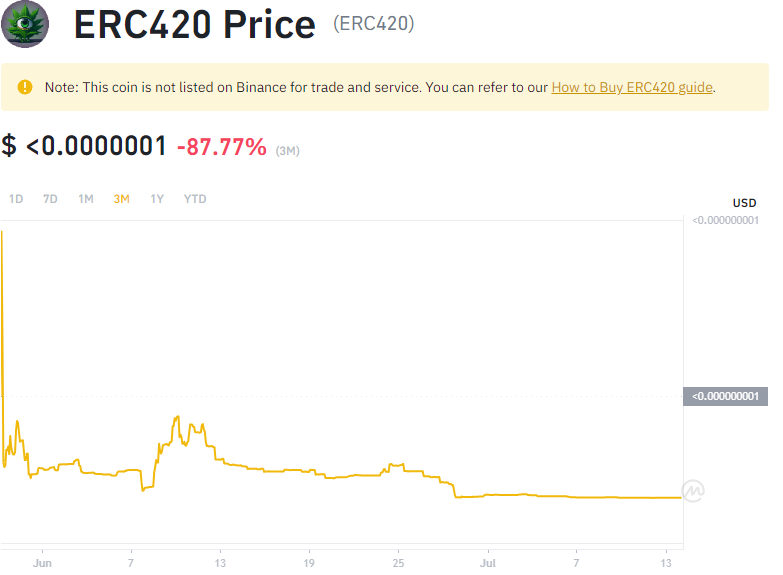 ERC420 Price (ERC420)
Note: This coin is not listed on Binance for trade and service. You can refer to our How to Buy ERC420 guide.
$ <0.0000001 -87.77% (3M)
1D 7D 1M 3M 1Y YTD
USD
<0.000000001
<0.000000001
Jun 7 13 19 25 Jul 7 13